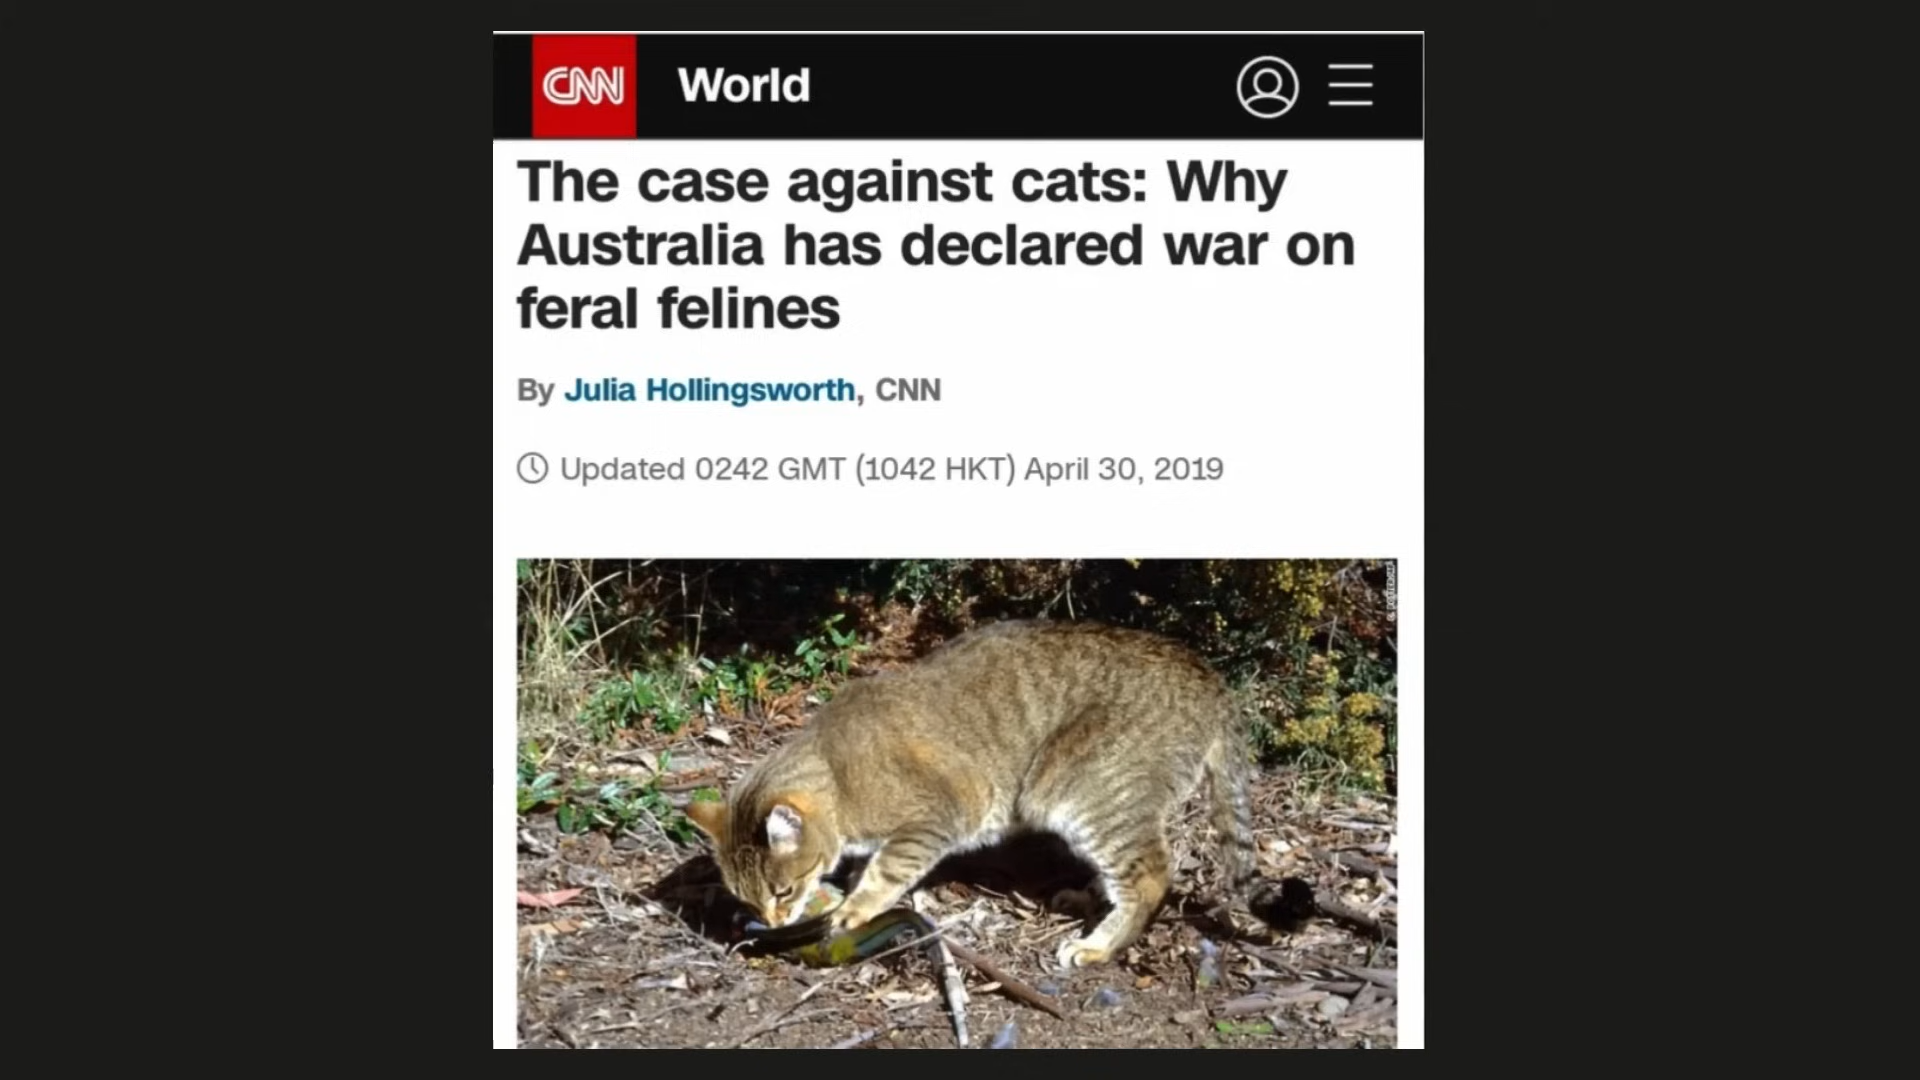 CNN World
The case against cats: Why
Australia has declared war on
feral felines
By Julia Hollingsworth, CNN
Updated 0242 GMT (1042 HKT) April 30, 2019